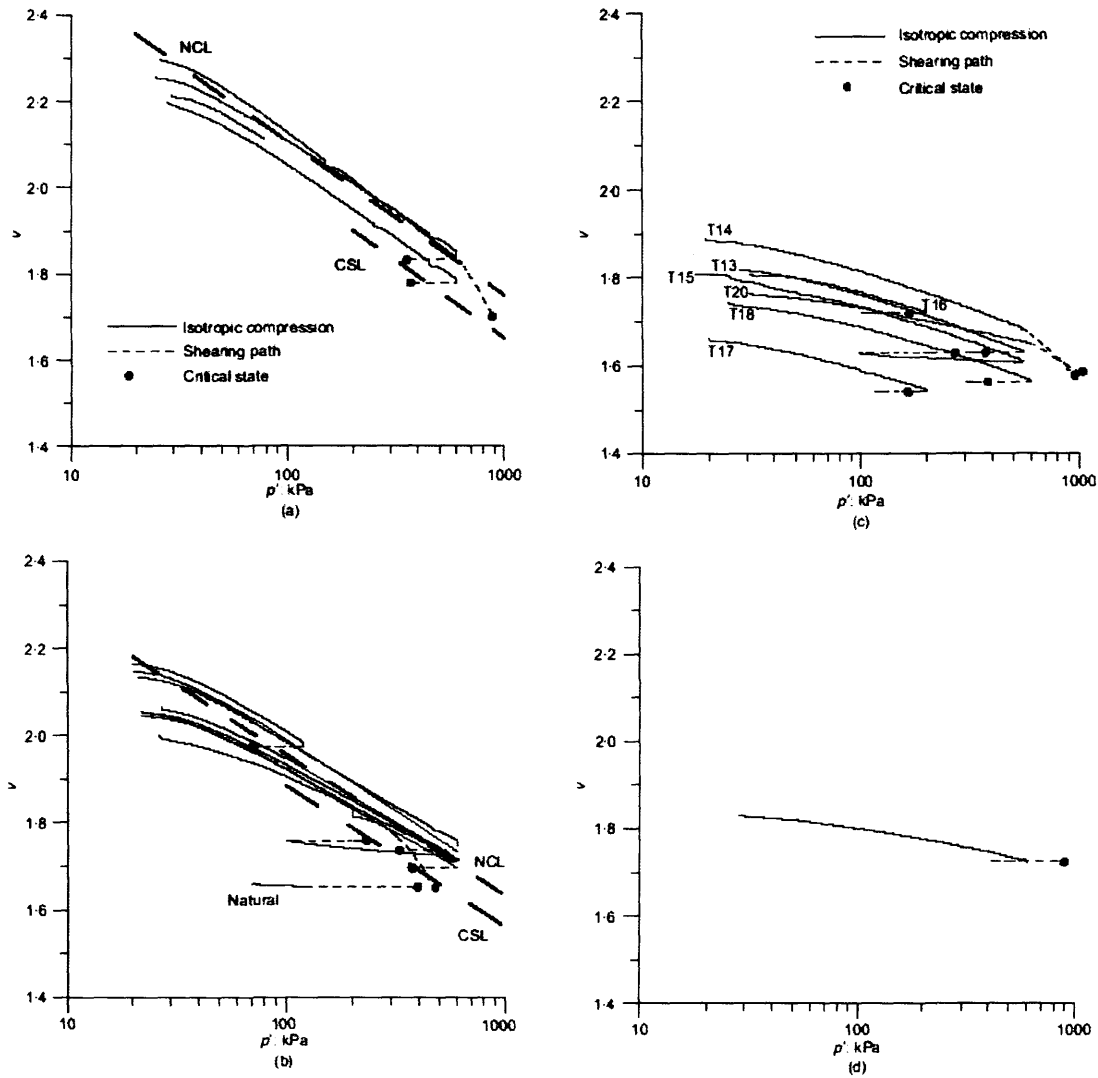 2·4
2·2
2·0
1·8
1·6
1·4
v
NCL
CSL
Isotropic compression
Shearing path
Critical state
10
100
1000
p': kPa
(a)
2·4
2·2
2·0
1·8
1·6
1·4
v
Isotropic compression
Shearing path
Critical state
T14
T13
T15
T20
T16
T18
T17
10
100
1000
p': kPa
(c)
2·4
2·2
2·0
1·8
1·6
1·4
v
Natural
NCL
CSL
10
100
1000
p': kPa
(b)
2·4
2·2
2·0
1·8
1·6
1·4
v
10
100
1000
p': kPa
(d)